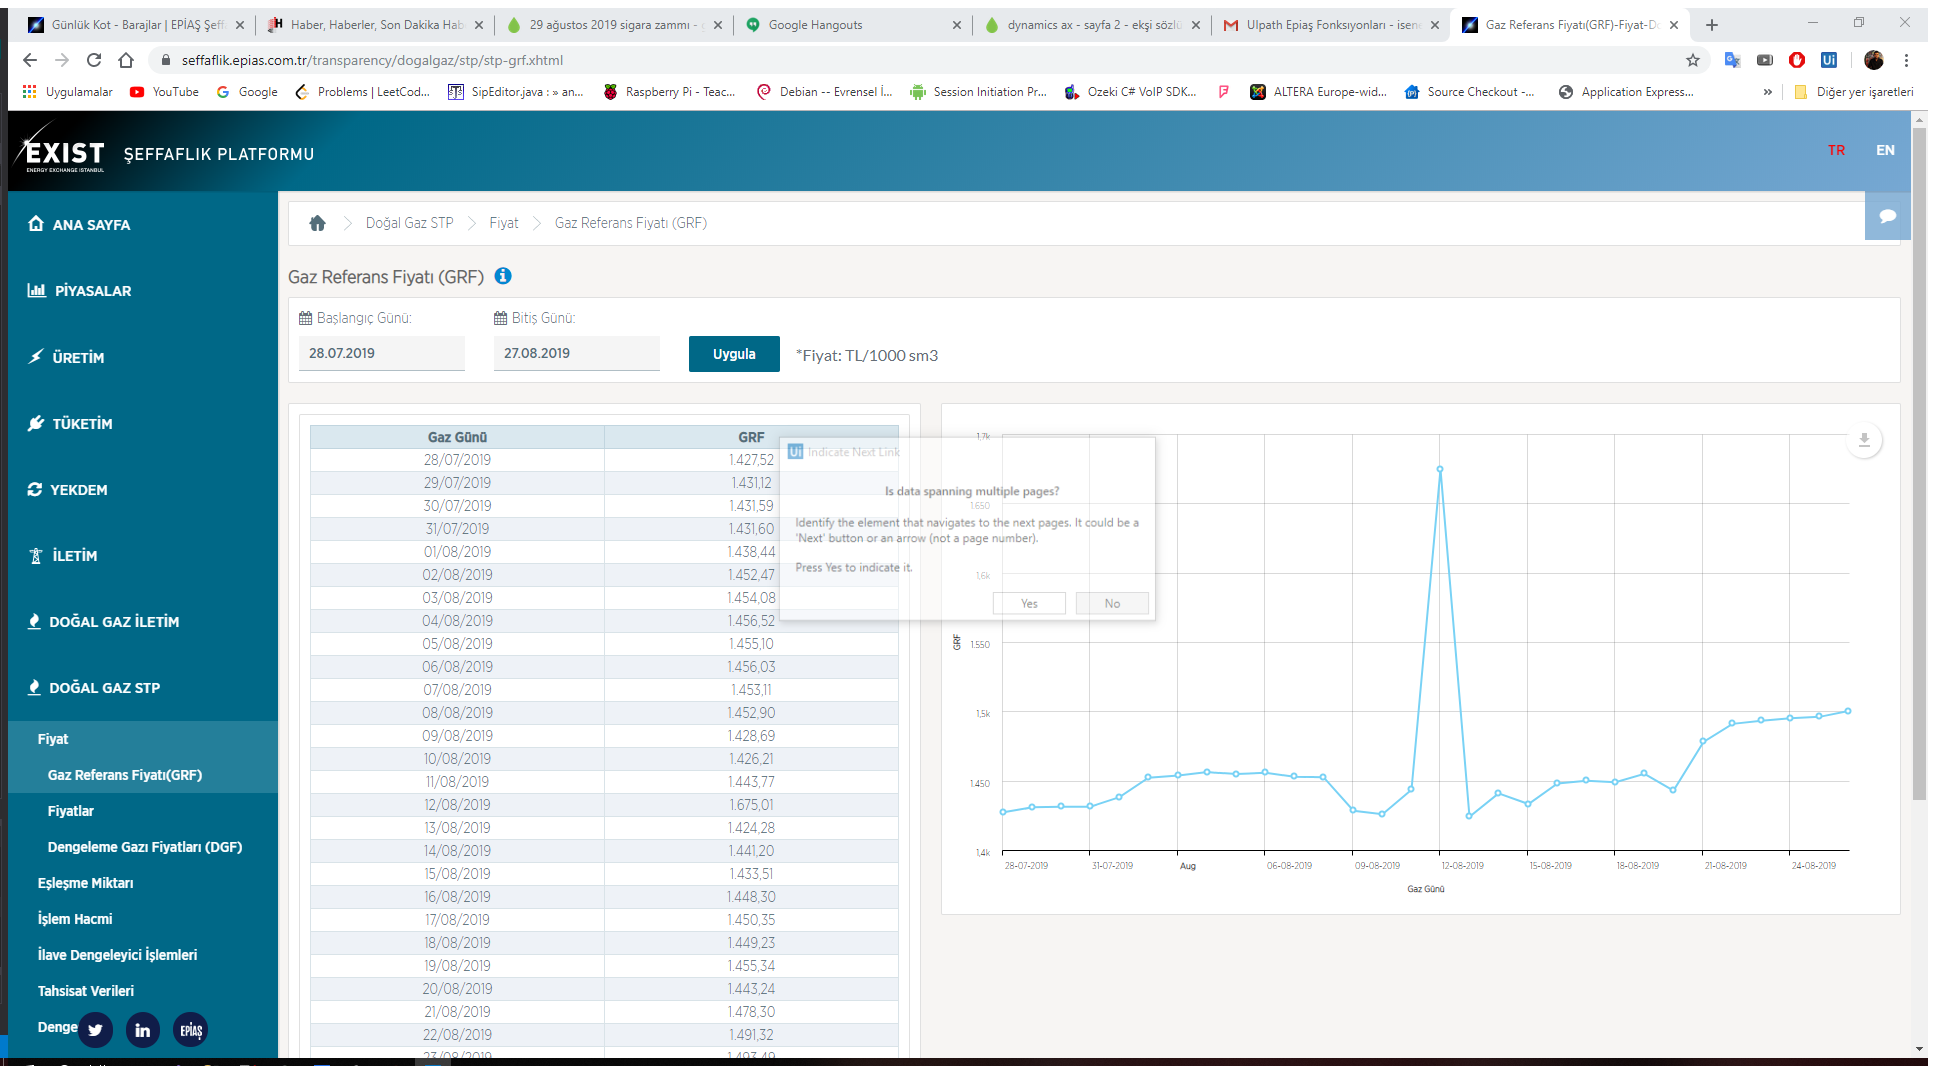 Günlük Kot - Barajlar | EPİAŞ Şeff
Haber, Haberler, Son Dakika Hab
29 ağustos 2019 sigara zammı -
Google Hangouts
dynamics ax - sayfa 2 - ekşi sözlü
UIpath Epiaş Fonksıyonları - isene
Gaz Referans Fiyatı(GRF)-Fiyat-Do
seffaflik.epias.com.tr/transparency/dogalgaz/stp/stp-grf.xhtml
Uygulamalar
YouTube
Google
Problems | LeetCod...
SipEditor.java : » an...
Raspberry Pi - Teac...
Debian -- Evrensel İ...
Session Initiation Pr...
Ozeki C# VoIP SDK...
ALTERA Europe-wid...
Source Checkout -...
Application Express...
»
Diğer yer işaretleri
EXIST
ENERGY EXCHANGE ISTANBUL
ŞEFFAFLIK PLATFORMU
TR
EN
ANA SAYFA
PİYASALAR
ÜRETİM
TÜKETİM
YEKDEM
İLETİM
DOĞAL GAZ İLETİM
DOĞAL GAZ STP
Fiyat
Gaz Referans Fiyatı(GRF)
Fiyatlar
Dengeleme Gazı Fiyatları (DGF)
Eşleşme Miktarı
İşlem Hacmi
İlave Dengeleyici İşlemleri
Tahsisat Verileri
Denge
in
EPİAŞ
Doğal Gaz STP
Fiyat
Gaz Referans Fiyatı (GRF)
Gaz Referans Fiyatı (GRF)
Başlangıç Günü:
Bitiş Günü:
28.07.2019
27.08.2019
Uygula
*Fiyat: TL/1000 sm3
Gaz Günü GRF
28/07/2019 1.427,52
29/07/2019 1.431,12
30/07/2019 1.431,59
31/07/2019 1.431,60
01/08/2019 1.438,44
02/08/2019 1.452,47
03/08/2019 1.454,08
04/08/2019 1.456,52
05/08/2019 1.455,10
06/08/2019 1.456,03
07/08/2019 1.453,11
08/08/2019 1.452,90
09/08/2019 1.428,69
10/08/2019 1.426,21
11/08/2019 1.443,77
12/08/2019 1.675,01
13/08/2019 1.424,28
14/08/2019 1.441,20
15/08/2019 1.433,51
16/08/2019 1.448,30
17/08/2019 1.450,35
18/08/2019 1.449,23
19/08/2019 1.455,34
20/08/2019 1.443,24
21/08/2019 1.478,30
22/08/2019 1.491,32
23/08/2019 1.493,49
Ui Indicate Next Link
Is data spanning multiple pages?
Identify the element that navigates to the next pages. It could be a
'Next' button or an arrow (not a page number).
Press Yes to indicate it.
Yes
No
1,7k
1.650
1,6k
1.550
1,5k
1.450
1,4k
GRF
28-07-2019
31-07-2019
Aug
06-08-2019
09-08-2019
12-08-2019
15-08-2019
18-08-2019
21-08-2019
24-08-2019
Gaz Günü